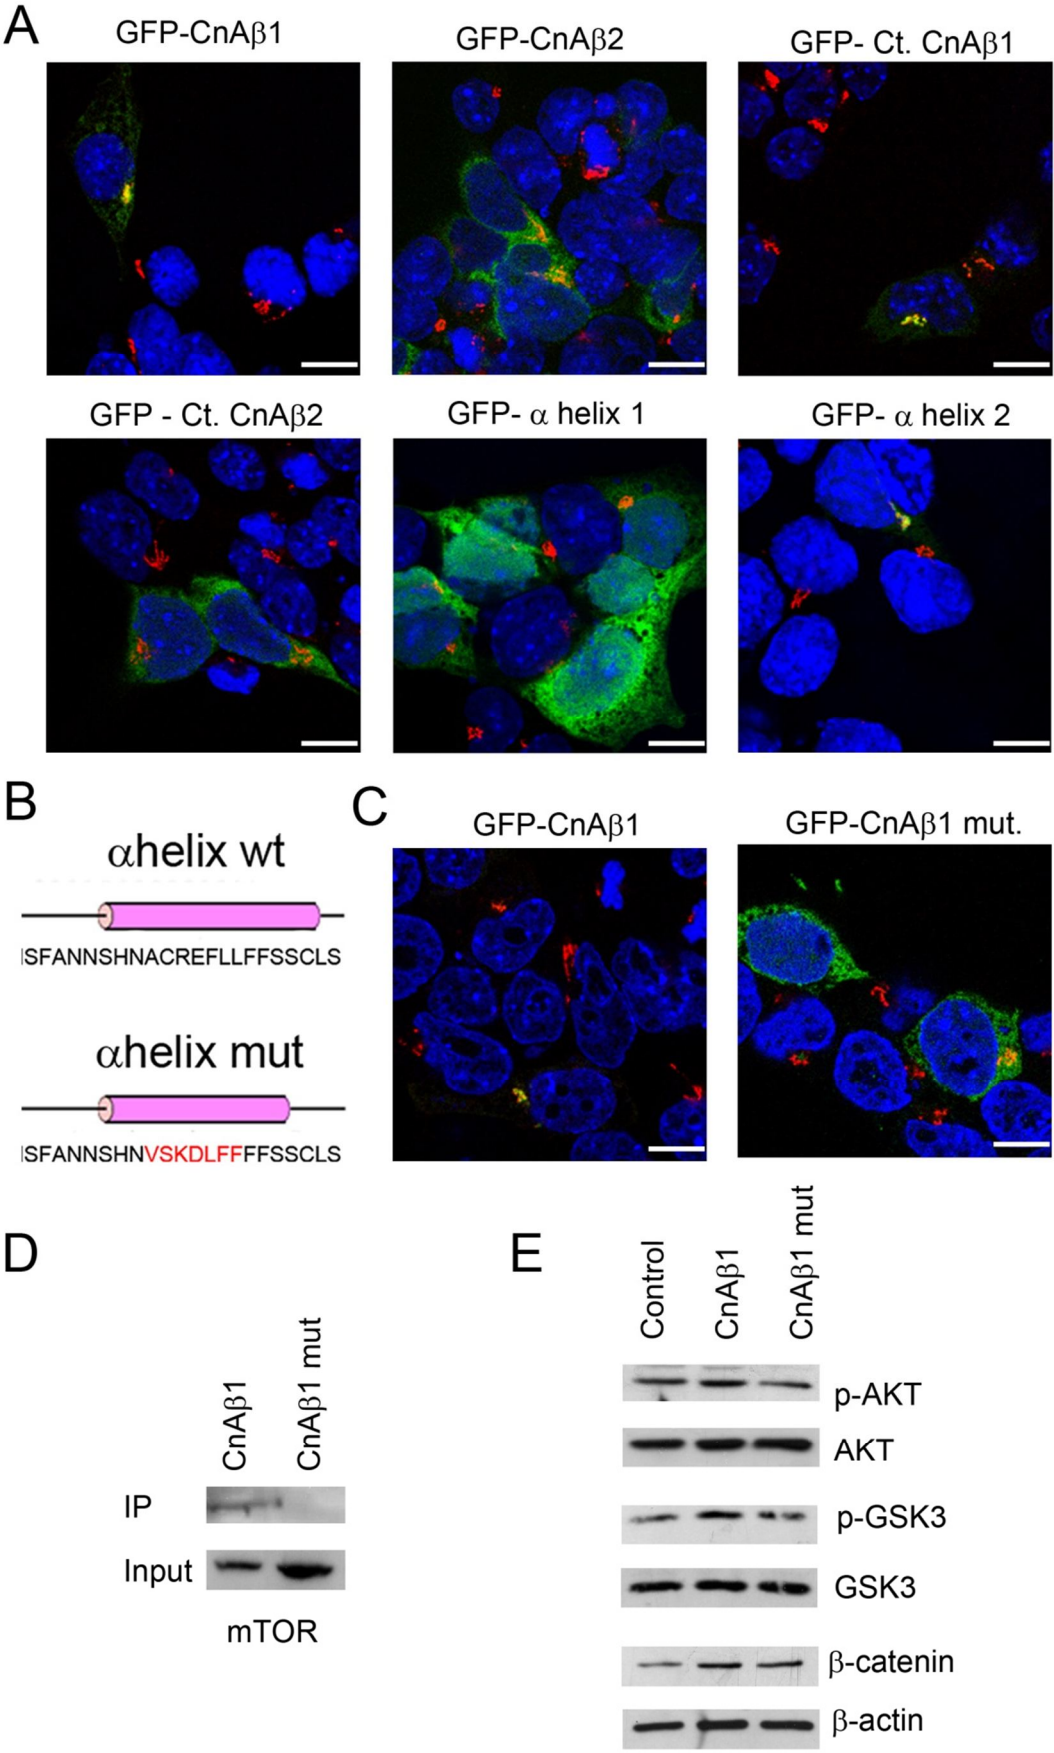 A
GFP-CnAβ1
GFP-CnAβ2
GFP- Ct. CnAβ1
GFP - Ct. CnAβ2
GFP- α helix 1
GFP- α helix 2
B
αhelix wt
ISFANNSHNACREFLLFFSSCLS
αhelix mut
ISFANNSHNVSKDLFFFFSSCLS
C
GFP-CnAβ1
GFP-CnAβ1 mut.
D
CnAβ1
CnAβ1 mut
IP
Input
mTOR
E
Control
CnAβ1
CnAβ1 mut
p-AKT
AKT
p-GSK3
GSK3
β-catenin
β-actin